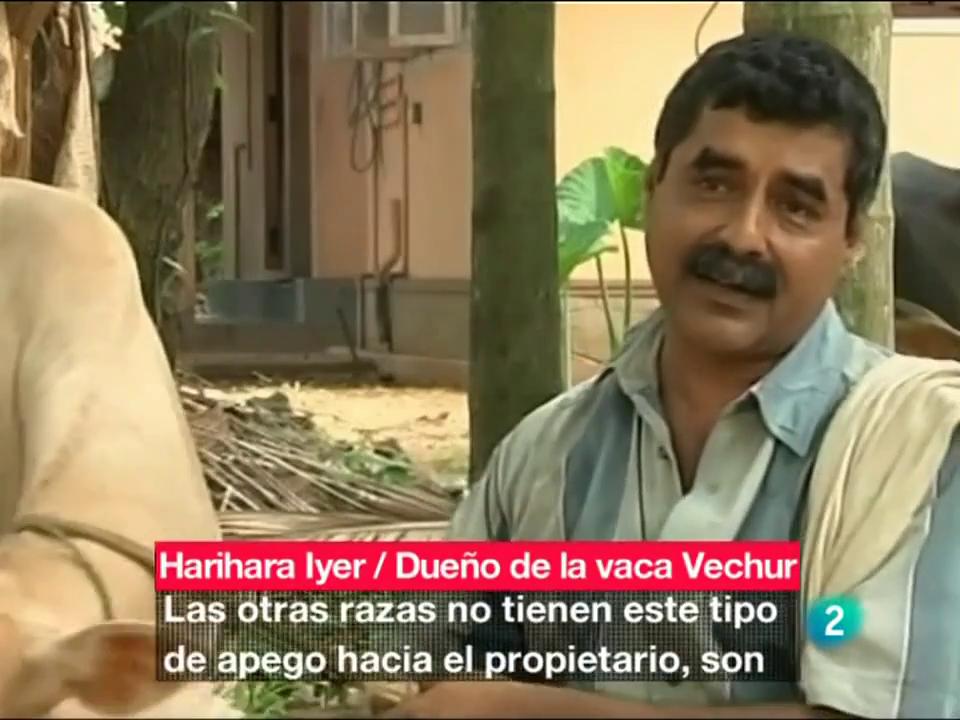 Harihara Iyer / Dueño de la vaca Vechur
Las otras razas no tienen este tipo
de apego hacia el propietario, son
2